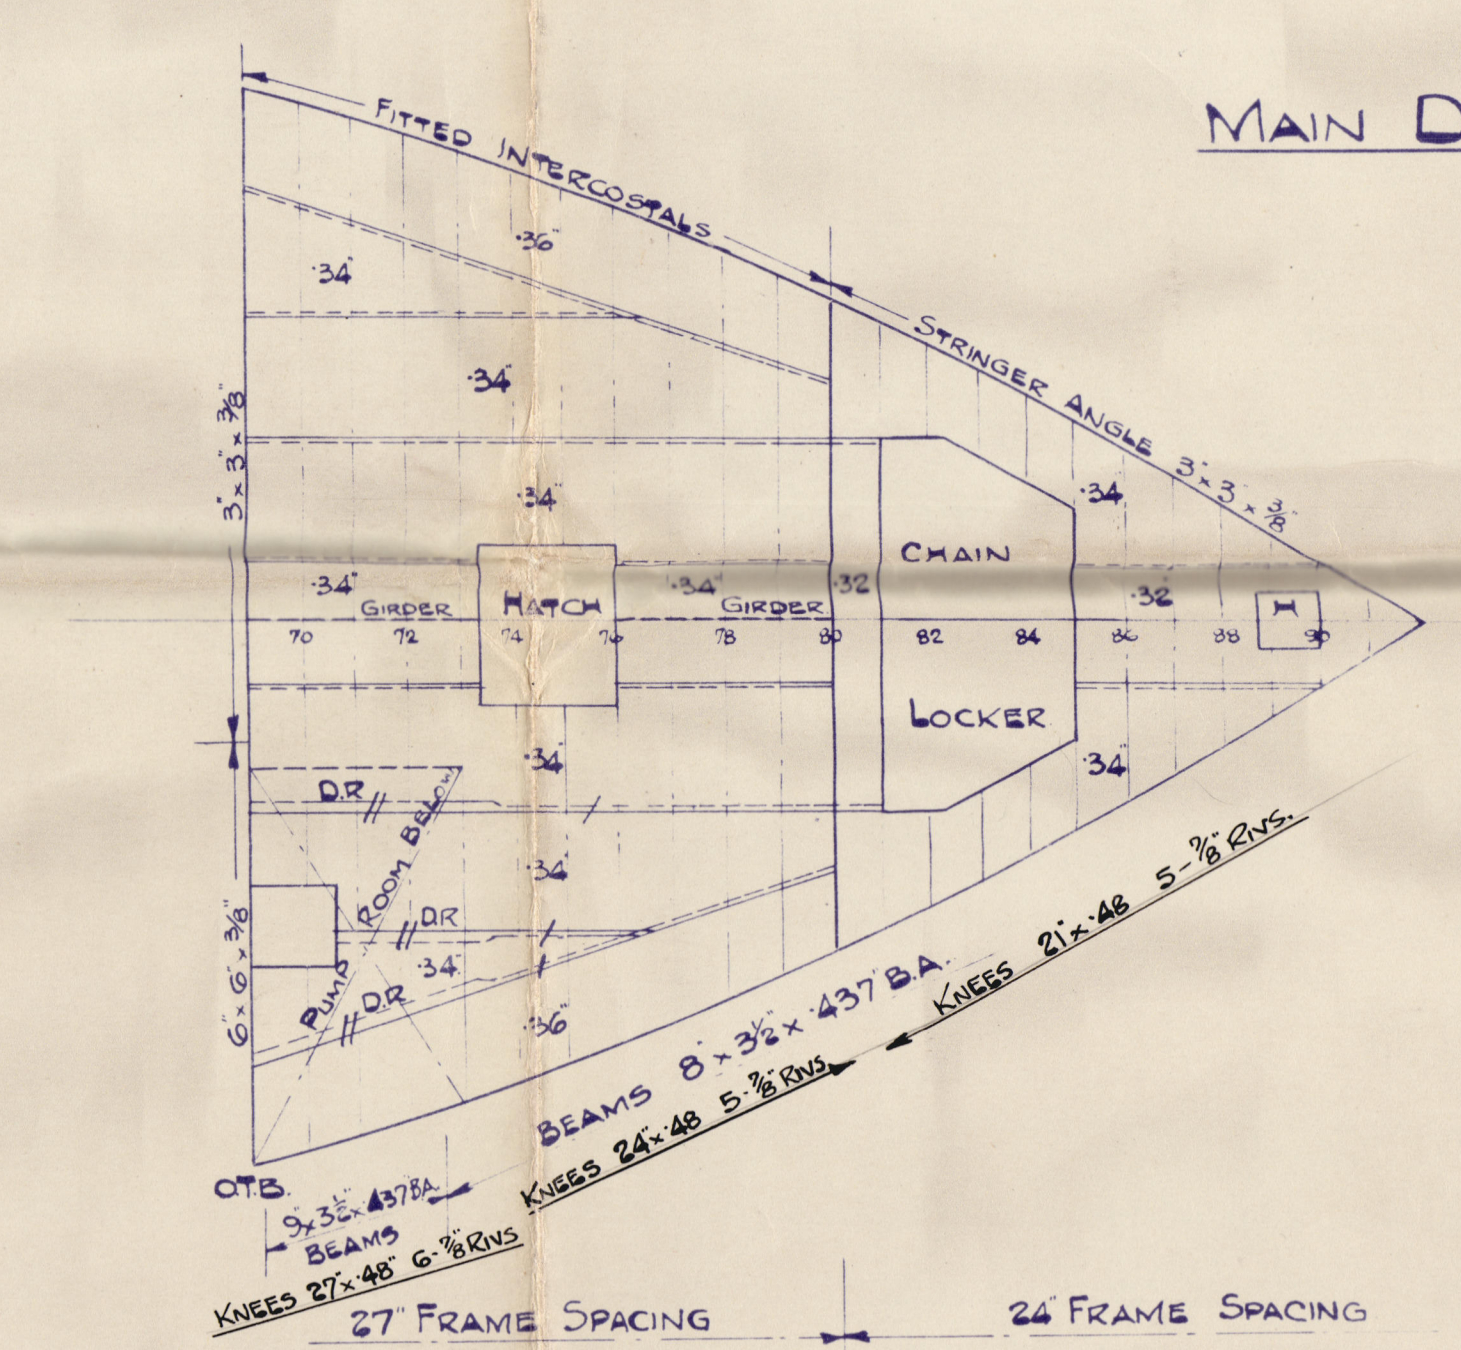 MAIN D
FITTED INTERCOSTALS
.36"
.34"
.34"
STRINGER ANGLE 3" x 3" x 3/8"
3" x 3" x 3/8"
.34"
.34
CHAIN
.34"
HATCH
.34"
.32
.32"
H
GIRDER
GIRDER
70 72 74 76 78 80 82 84 86 88 90
LOCKER
.34"
.34"
D.R
PUMP ROOM BELOW
.34"
D.R
.34"
D.R
6" x 6" x 3/8"
.36"
KNEES 21" x .48 5-7/8" RIVS.
BEAMS 8" x 3½" x .437" B.A.
KNEES 24" x .48 5-7/8" RIVS.
O.T.B.
9" x 3½" x .437 BA.
BEAMS
KNEES 27" x .48" 6-7/8" RIVS
27" FRAME SPACING
24" FRAME SPACING